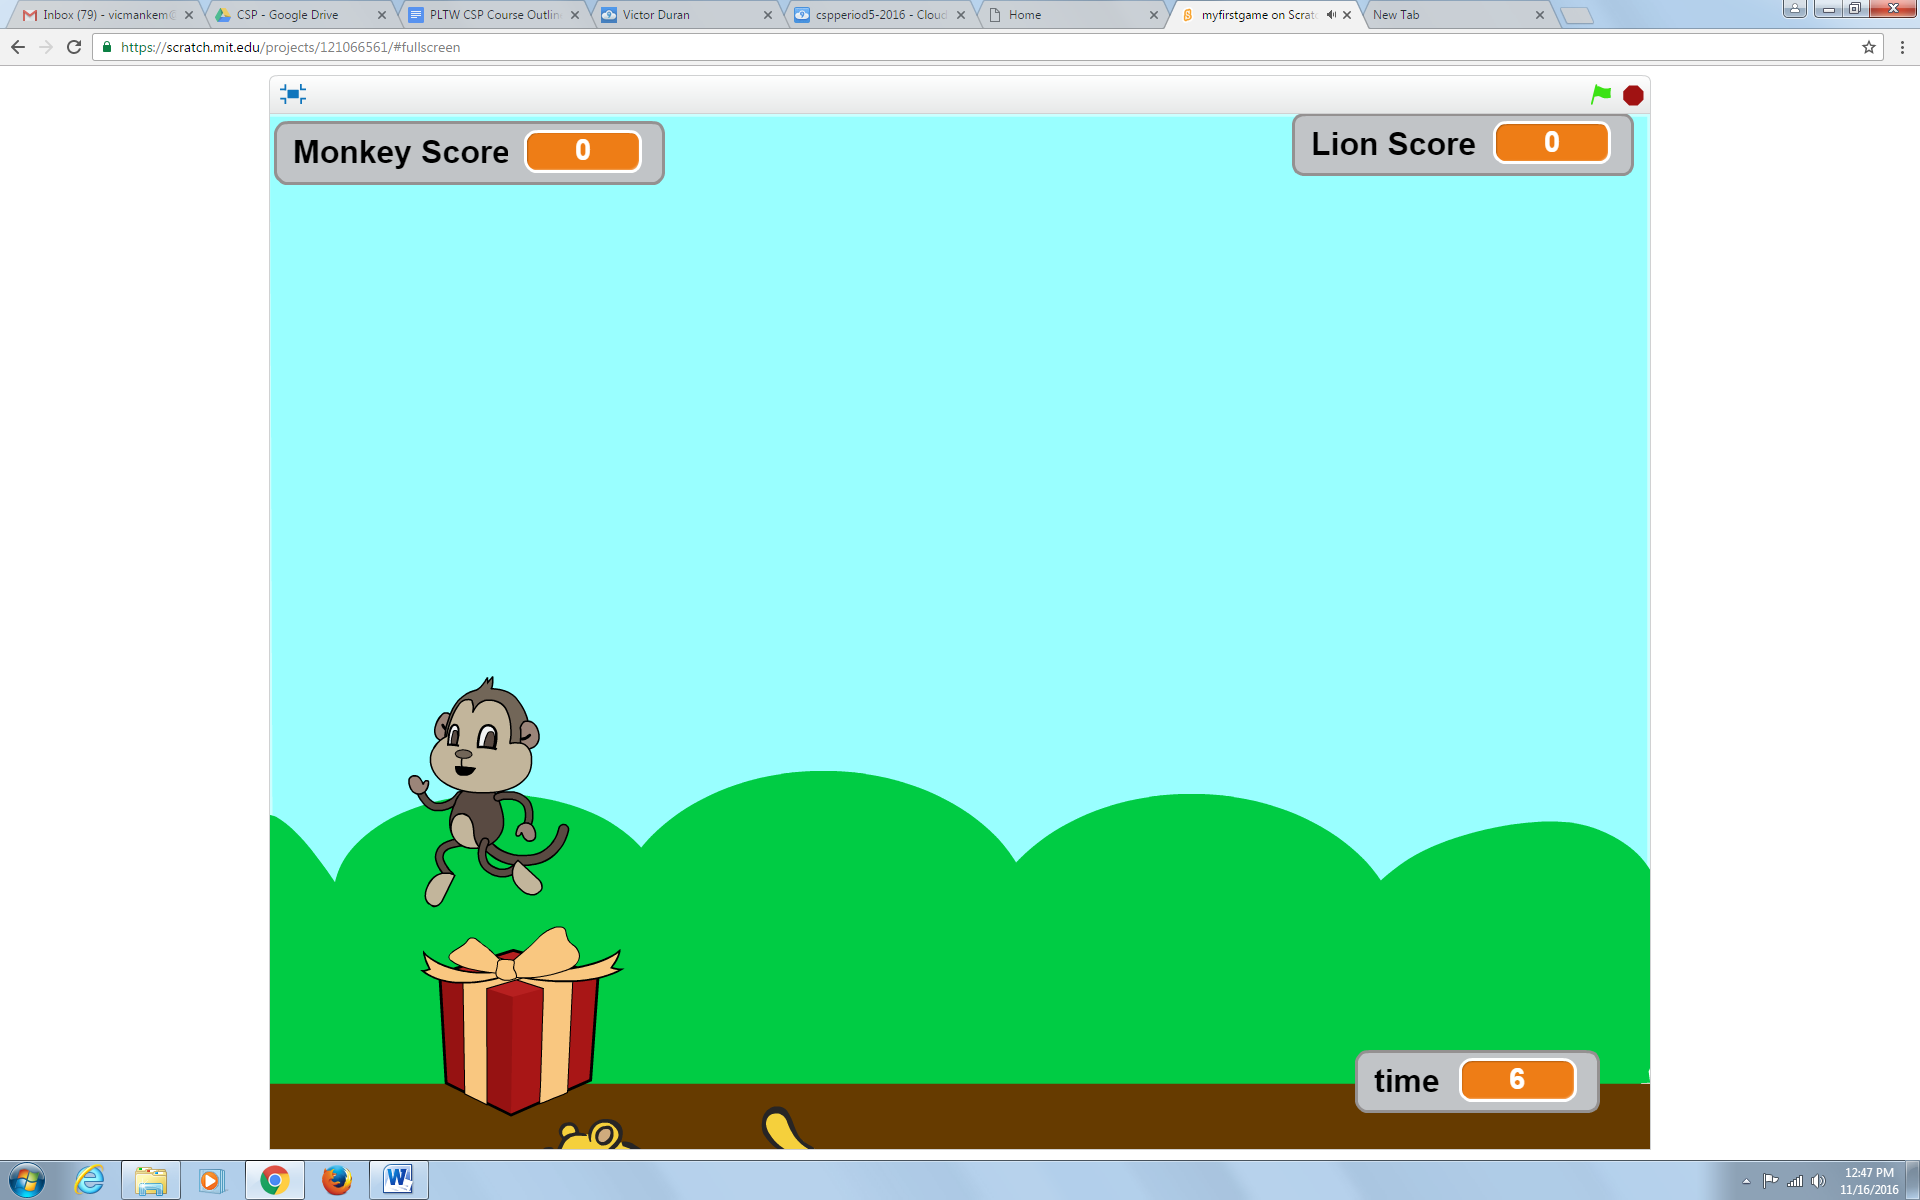 Inbox (79) - vicmankem@
CSP - Google Drive
PLTW CSP Course Outlin
Victor Duran
cspperiod5-2016 - Cloud
Home
myfirstgame on Scrat
New Tab
https://scratch.mit.edu/projects/121066561/#fullscreen
Monkey Score 0
Lion Score 0
time 6
12:47 PM
11/16/2016